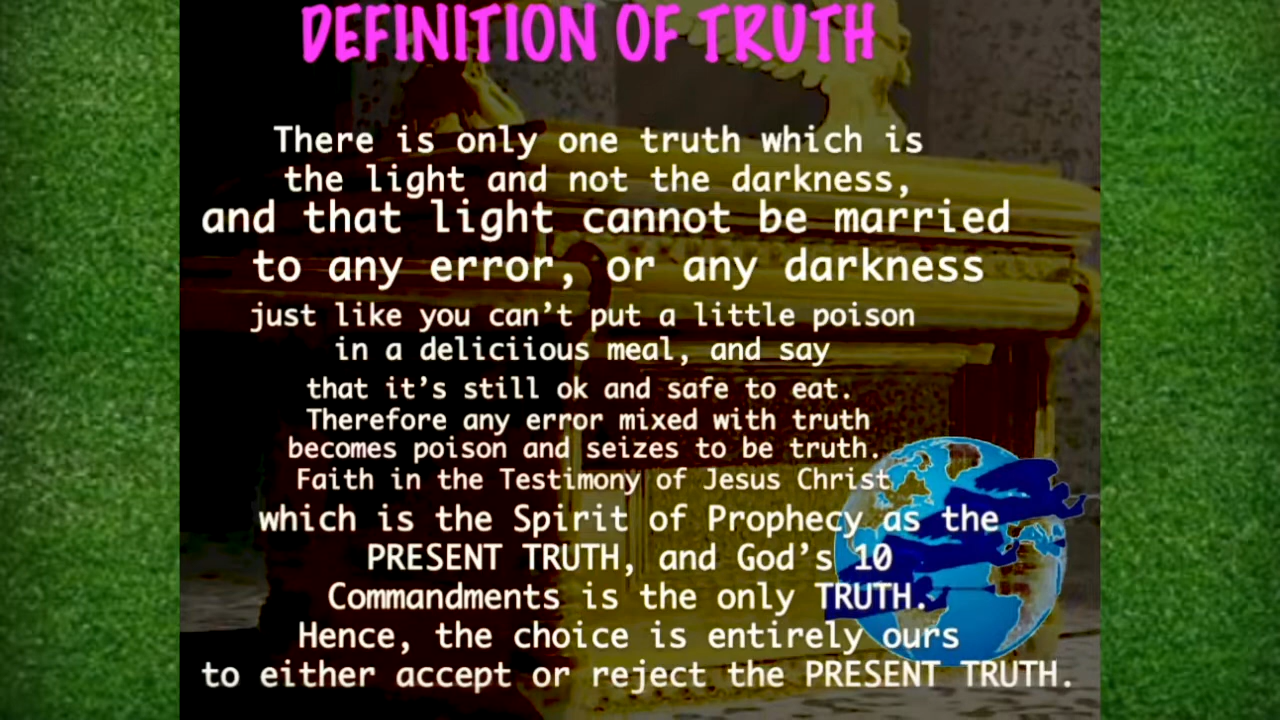 DEFINITION OF TRUTH
There is only one truth which is
the light and not the darkness,
and that light cannot be married
to any error, or any darkness
just like you can’t put a little poison
in a deliciious meal, and say
that it’s still ok and safe to eat.
Therefore any error mixed with truth
becomes poison and seizes to be truth.
Faith in the Testimony of Jesus Christ
which is the Spirit of Prophecy as the
PRESENT TRUTH, and God’s 10
Commandments is the only TRUTH.
Hence, the choice is entirely ours
to either accept or reject the PRESENT TRUTH.